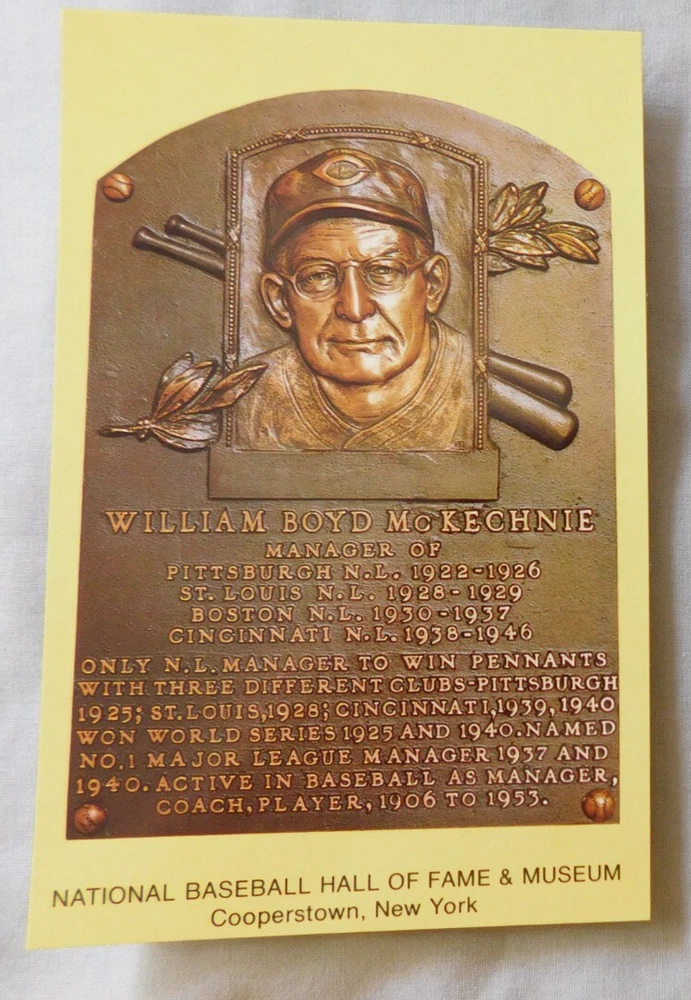 WILLIAM BOYD McKECHNIE
MANAGER OF
PITTSBURGH N.L. 1922-1926
ST. LOUIS N.L. 1928-1929
BOSTON N.L. 1930-1937
CINCINNATI N.L. 1938-1946
ONLY N.L. MANAGER TO WIN PENNANTS
WITH THREE DIFFERENT CLUBS-PITTSBURGH
1925; ST. LOUIS, 1928; CINCINNATI, 1939, 1940
WON WORLD SERIES 1925 AND 1940. NAMED
NO. 1 MAJOR LEAGUE MANAGER 1937 AND
1940. ACTIVE IN BASEBALL AS MANAGER,
COACH, PLAYER, 1906 TO 1953.
NATIONAL BASEBALL HALL OF FAME & MUSEUM
Cooperstown, New York